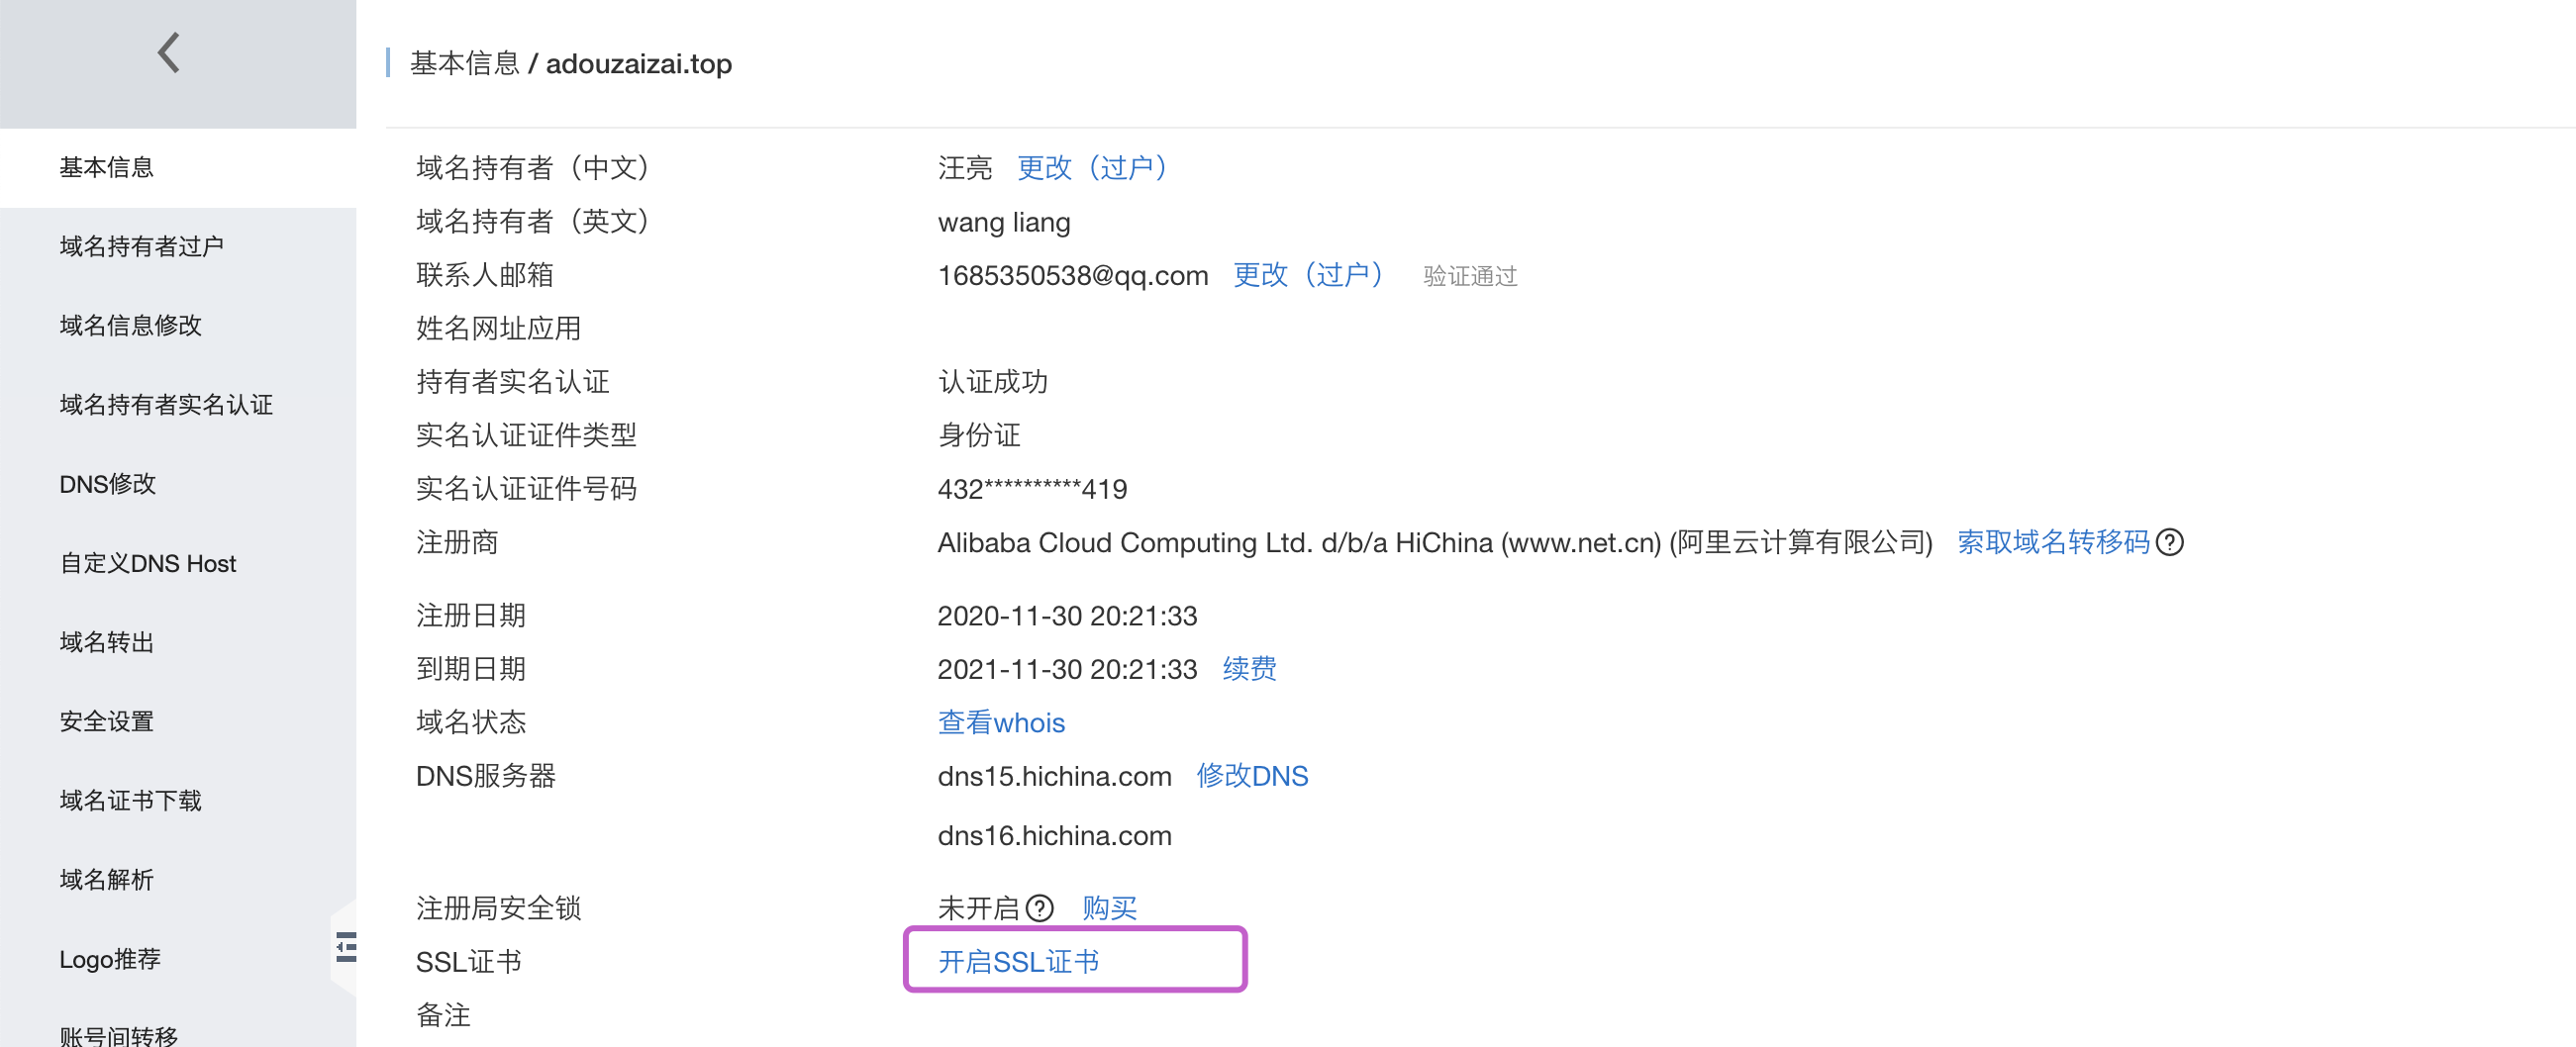 基本信息 / adouzaizai.top
基本信息
域名持有者过户
域名信息修改
域名持有者实名认证
DNS修改
自定义DNS Host
域名转出
安全设置
域名证书下载
域名解析
Logo推荐
账号间转移
域名持有者（中文） 汪亮 更改（过户）
域名持有者（英文） wang liang
联系人邮箱 1685350538@qq.com 更改（过户） 验证通过
姓名网址应用
持有者实名认证 认证成功
实名认证证件类型 身份证
实名认证证件号码 432**********419
注册商 Alibaba Cloud Computing Ltd. d/b/a HiChina (www.net.cn) (阿里云计算有限公司) 索取域名转移码?
注册日期 2020-11-30 20:21:33
到期日期 2021-11-30 20:21:33 续费
域名状态 查看whois
DNS服务器 dns15.hichina.com 修改DNS
dns16.hichina.com
注册局安全锁 未开启? 购买
SSL证书 开启SSL证书
备注